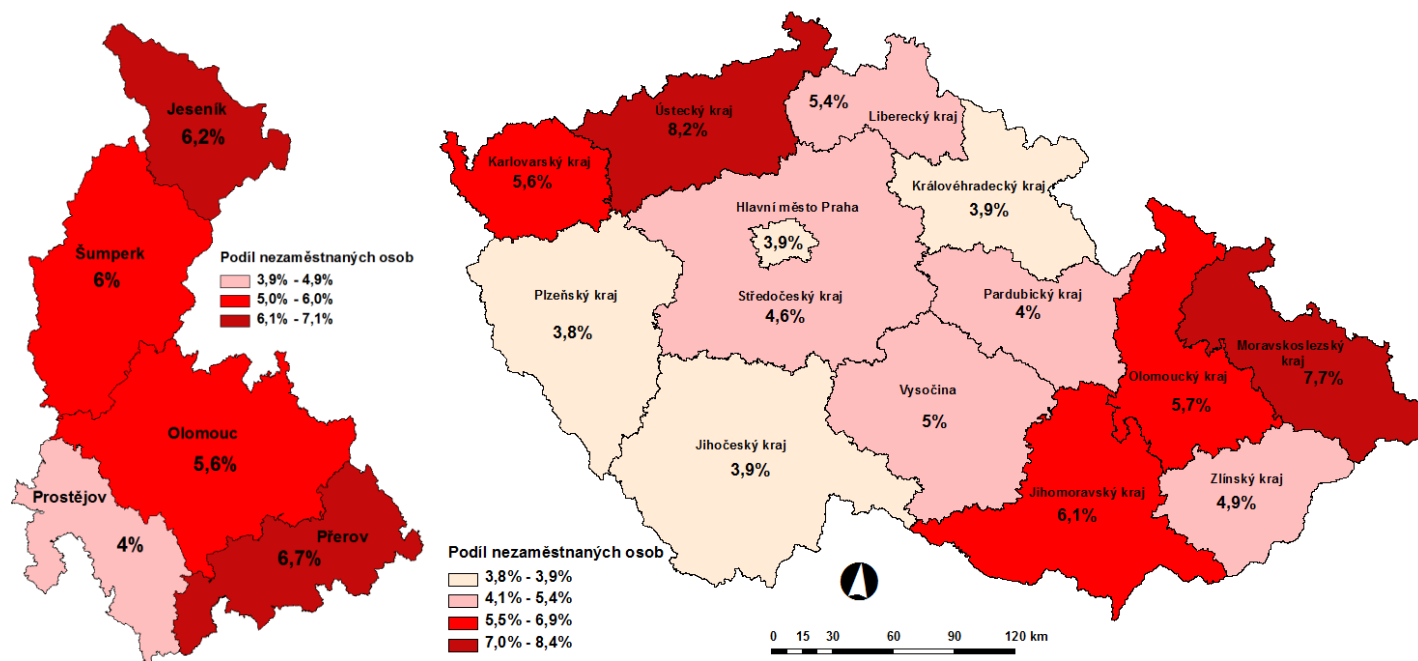 Jeseník
6,2%
Šumperk
6%
Podíl nezaměstnaných osob
3,9% - 4,9%
5,0% - 6,0%
6,1% - 7,1%
Olomouc
5,6%
Prostějov
4%
Přerov
6,7%
Ústecký kraj
8,2%
5,4%
Liberecký kraj
Karlovarský kraj
5,6%
Královéhradecký kraj
3,9%
Hlavní město Praha
3,9%
Plzeňský kraj
3,8%
Středočeský kraj
4,6%
Pardubický kraj
4%
Moravskoslezský
kraj
7,7%
Olomoucký kraj
5,7%
Vysočina
5%
Jihočeský kraj
3,9%
Jihomoravský kraj
6,1%
Zlínský kraj
4,9%
Podíl nezaměstnaných osob
3,8% - 3,9%
4,1% - 5,4%
5,5% - 6,9%
7,0% - 8,4%
0 15 30 60 90 120 km